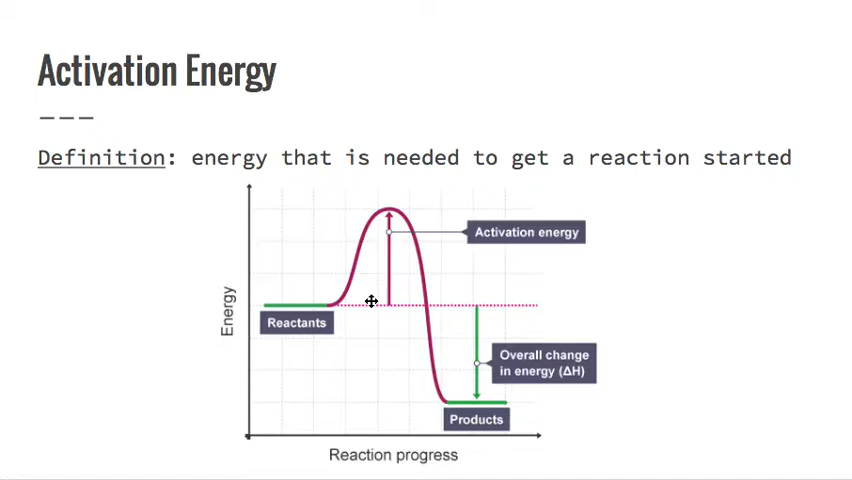 Activation Energy
---
Definition: energy that is needed to get a reaction started
Activation energy
Energy
Reactants
Overall change
in energy (ΔH)
Products
Reaction progress